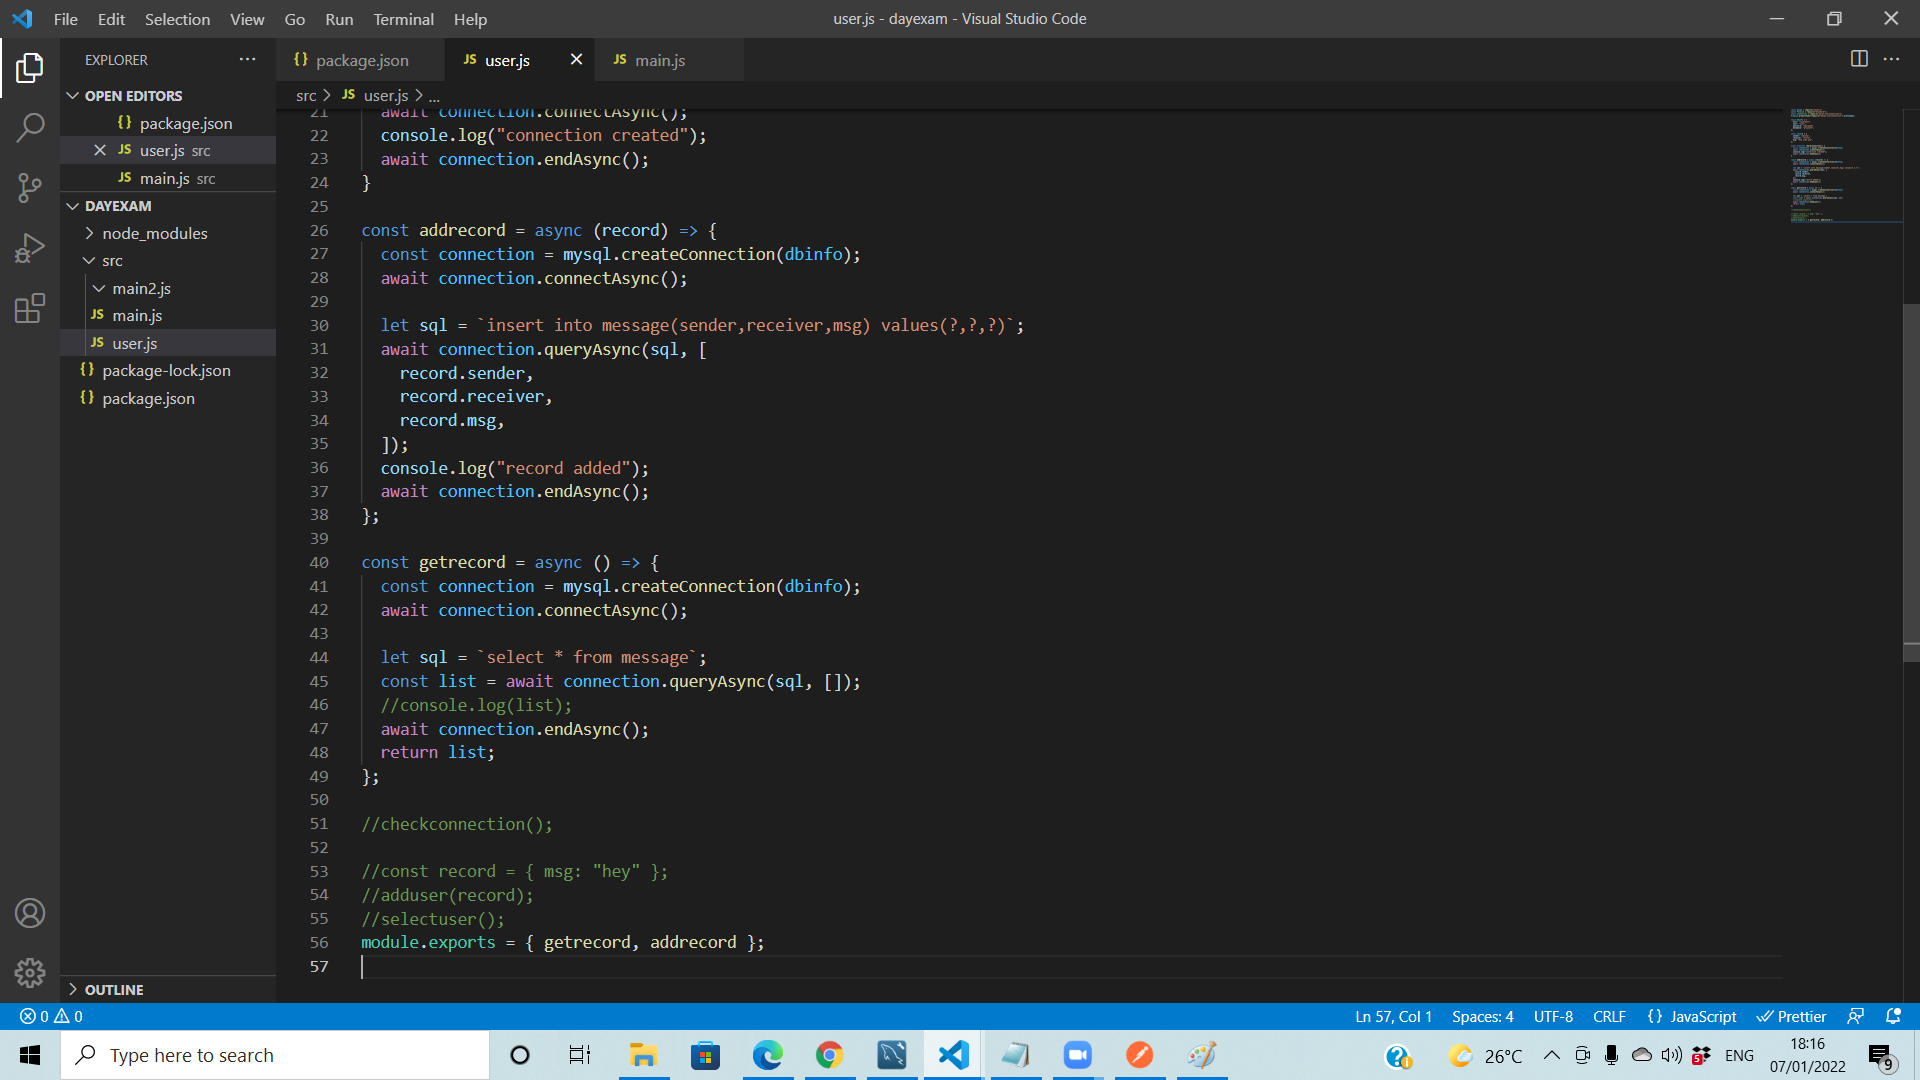 File Edit Selection View Go Run Terminal Help
user.js - dayexam - Visual Studio Code
EXPLORER
{} package.json
JS user.js
JS main.js
OPEN EDITORS
{} package.json
JS user.js src
JS main.js src
DAYEXAM
node_modules
src
main2.js
JS main.js
JS user.js
{} package-lock.json
{} package.json
OUTLINE
src > JS user.js > ...
21 await connection.connectAsync();
22 console.log("connection created");
23 await connection.endAsync();
24 }
25
26 const addrecord = async (record) => {
27 const connection = mysql.createConnection(dbinfo);
28 await connection.connectAsync();
29
30 let sql = `insert into message(sender,receiver,msg) values(?,?,?)`;
31 await connection.queryAsync(sql, [
32 record.sender,
33 record.receiver,
34 record.msg,
35 ]);
36 console.log("record added");
37 await connection.endAsync();
38 };
39
40 const getrecord = async () => {
41 const connection = mysql.createConnection(dbinfo);
42 await connection.connectAsync();
43
44 let sql = `select * from message`;
45 const list = await connection.queryAsync(sql, []);
46 //console.log(list);
47 await connection.endAsync();
48 return list;
49 };
50
51 //checkconnection();
52
53 //const record = { msg: "hey" };
54 //adduser(record);
55 //selectuser();
56 module.exports = { getrecord, addrecord };
57
0 0
Ln 57, Col 1 Spaces: 4 UTF-8 CRLF {} JavaScript Prettier
Type here to search
26°C
5
ENG
18:16
07/01/2022
9